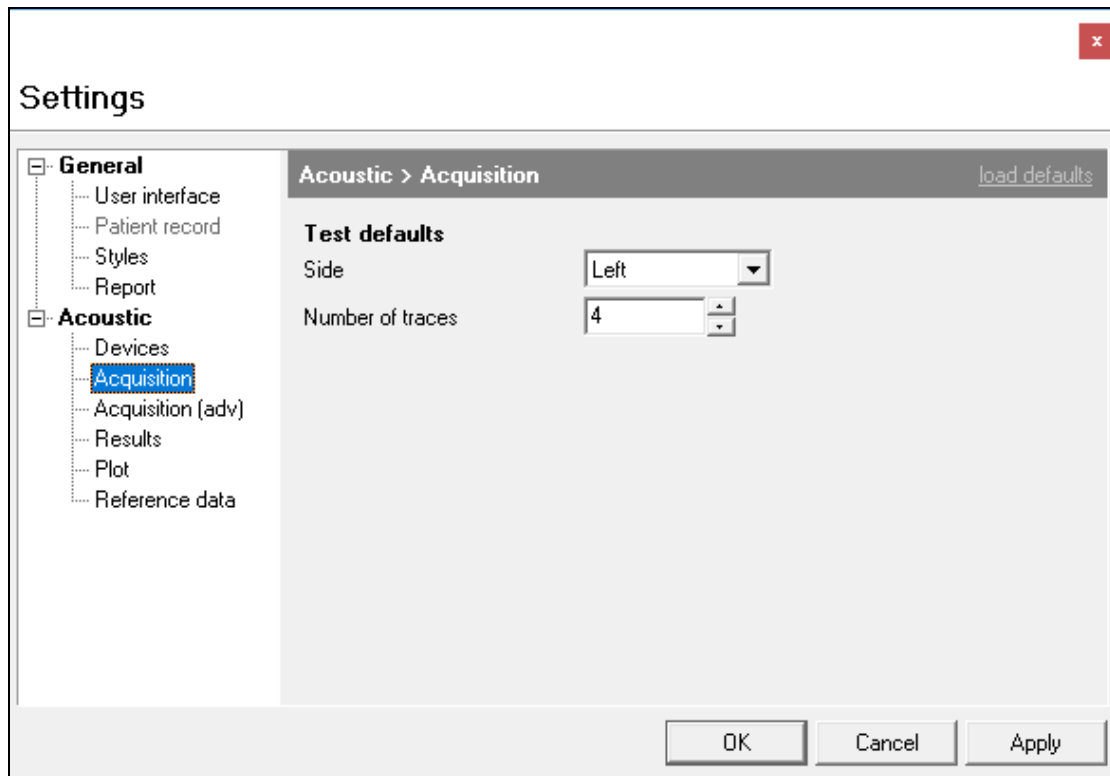 x
Settings
General
User interface
Patient record
Styles
Report
Acoustic
Devices
Acquisition
Acquisition (adv)
Results
Plot
Reference data
Acoustic > Acquisition load defaults
Test defaults
Side Left
Number of traces 4
OK Cancel Apply